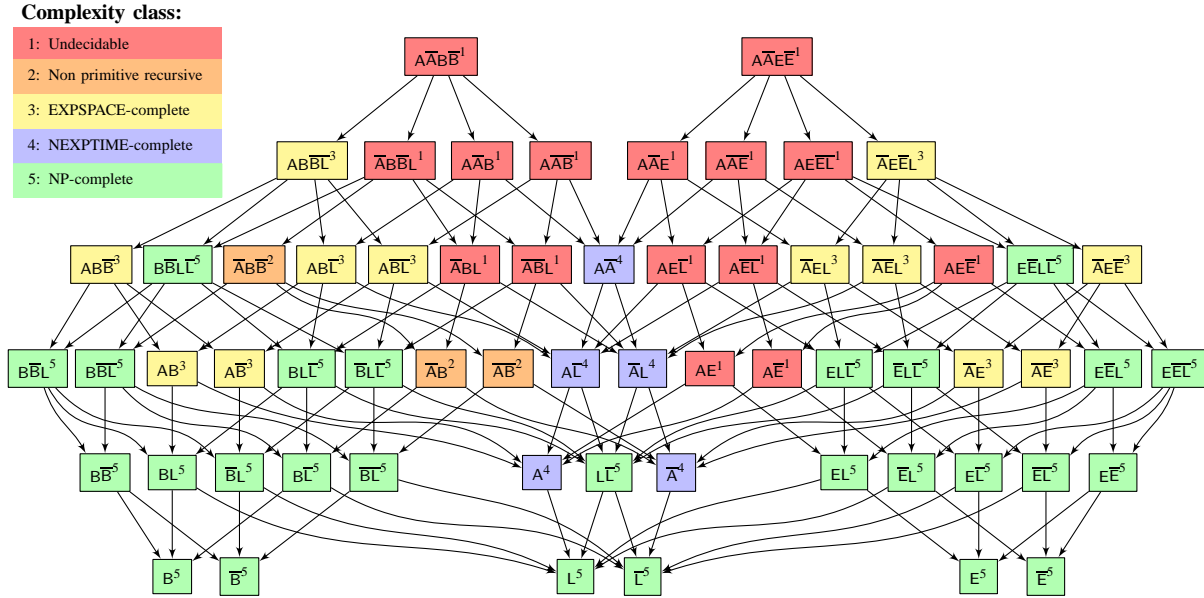 Complexity class:
1: Undecidable
2: Non primitive recursive
3: EXPSPACE-complete
4: NEXPTIME-complete
5: NP-complete
AA̅BB̅¹
AA̅EE̅¹
ABB̅L̅³
A̅BB̅L¹
AA̅B¹
AA̅B̅¹
AA̅E¹
AA̅E̅¹
AEE̅L̅¹
A̅EE̅L³
ABB̅³
BB̅LL̅⁵
A̅BB̅²
ABL̅³
AB̅L̅³
A̅BL¹
A̅B̅L¹
AA̅⁴
AEL̅¹
AE̅L̅¹
A̅EL³
A̅E̅L³
AEE̅¹
EE̅LL̅⁵
A̅EE̅³
BB̅L⁵
BB̅L̅⁵
AB³
AB̅³
BLL̅⁵
B̅LL̅⁵
A̅B²
A̅B̅²
AL̅⁴
A̅L⁴
AE¹
AE̅¹
ELL̅⁵
E̅LL̅⁵
A̅E³
A̅E̅³
EE̅L⁵
EE̅L̅⁵
BB̅⁵
BL⁵
B̅L⁵
BL̅⁵
B̅L̅⁵
A⁴
LL̅⁵
A̅⁴
EL⁵
E̅L⁵
EL̅⁵
E̅L̅⁵
EE̅⁵
B⁵
B̅⁵
L⁵
L̅⁵
E⁵
E̅⁵